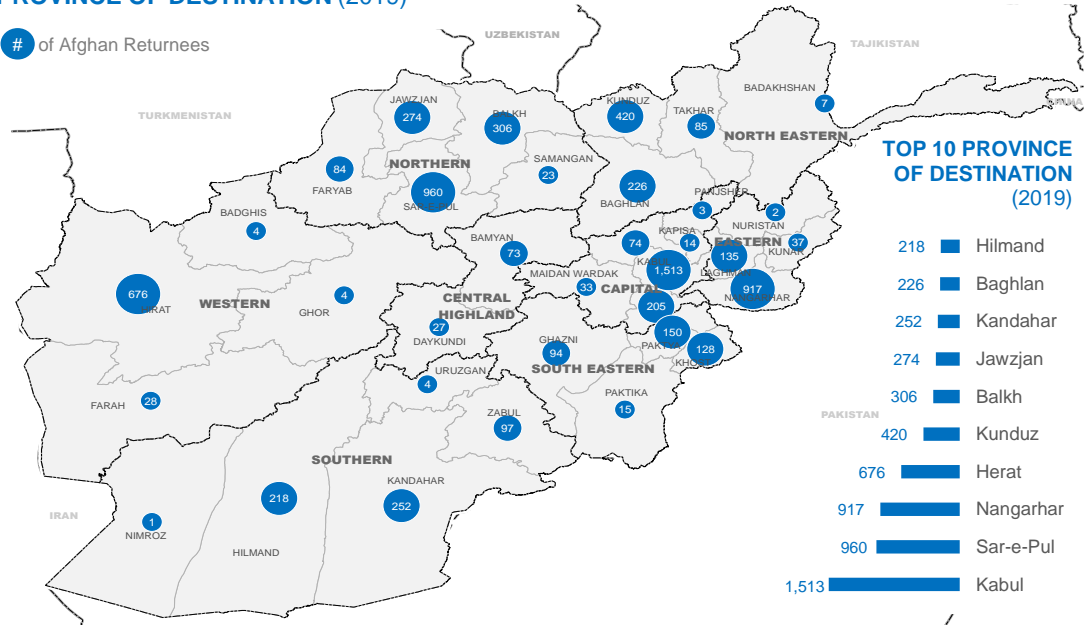 PROVINCE OF DESTINATION (2019)
# of Afghan Returnees
UZBEKISTAN
TAJIKISTAN
TURKMENISTAN
CHINA
JAWZJAN
274
BALKH
306
KUNDUZ
420
TAKHAR
85
BADAKHSHAN
7
NORTH EASTERN
NORTHERN
84
FARYAB
960
SAR-E-PUL
SAMANGAN
23
226
BAGHLAN
PANJSHER
3
2
NURISTAN
BADGHIS
4
BAMYAN
73
74
KAPISA
14
EASTERN
37
KUNAR
135
LAGHMAN
KABUL
1,513
MAIDAN WARDAK
33
CAPITAL
917
NANGARHAR
205
676
HIRAT
WESTERN
4
GHOR
CENTRAL
HIGHLAND
27
DAYKUNDI
150
PAKTYA
128
KHOST
GHAZNI
94
SOUTH EASTERN
URUZGAN
4
PAKTIKA
15
FARAH
28
ZABUL
97
PAKISTAN
SOUTHERN
KANDAHAR
252
218
HILMAND
IRAN
1
NIMROZ
TOP 10 PROVINCE
OF DESTINATION
(2019)
218 Hilmand
226 Baghlan
252 Kandahar
274 Jawzjan
306 Balkh
420 Kunduz
676 Herat
917 Nangarhar
960 Sar-e-Pul
1,513 Kabul